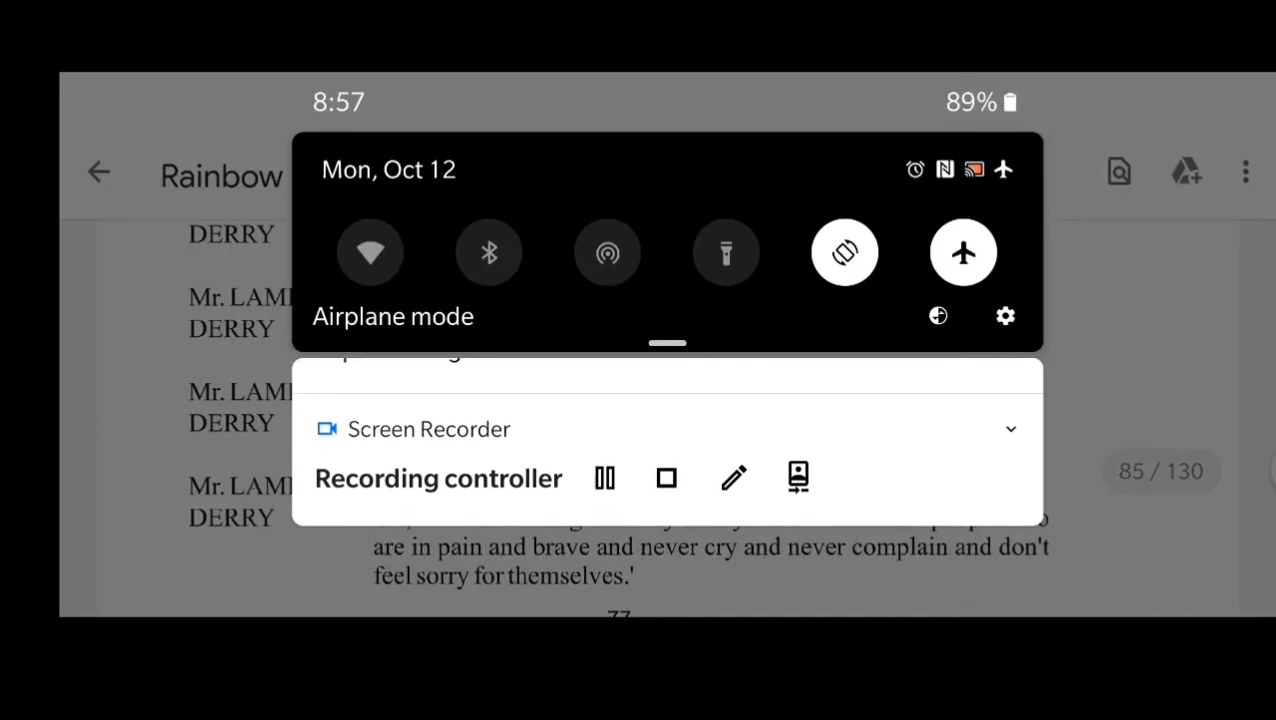 8:57
89%
Mon, Oct 12
Rainbow
DERRY
Mr. LAM
DERRY
Airplane mode
Mr. LAM
DERRY
Screen Recorder
Recording controller
85 / 130
Mr. LAM
DERRY
are in pain and brave and never cry and never complain and don't
feel sorry for themselves.'
77